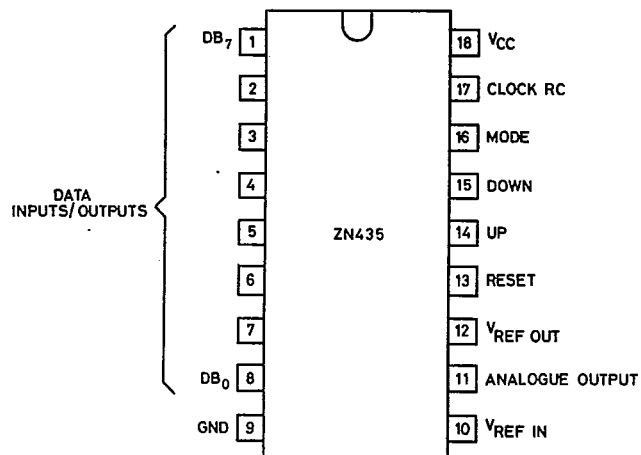 DB7 1
2
3
4
5
6
7
DB0 8
GND 9
DATA
INPUTS/OUTPUTS
ZN435
18 VCC
17 CLOCK RC
16 MODE
15 DOWN
14 UP
13 RESET
12 VREF OUT
11 ANALOGUE OUTPUT
10 VREF IN